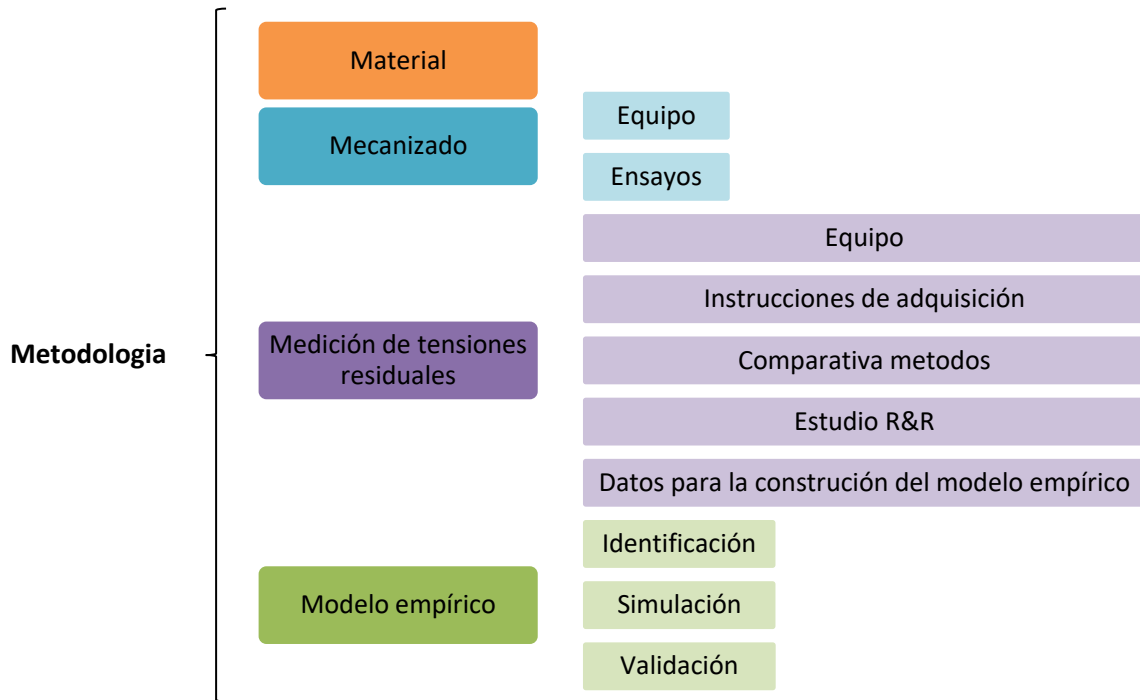 Metodologia
Material
Mecanizado
Equipo
Ensayos
Medición de tensiones
residuales
Equipo
Instrucciones de adquisición
Comparativa metodos
Estudio R&R
Datos para la construción del modelo empírico
Modelo empírico
Identificación
Simulación
Validación